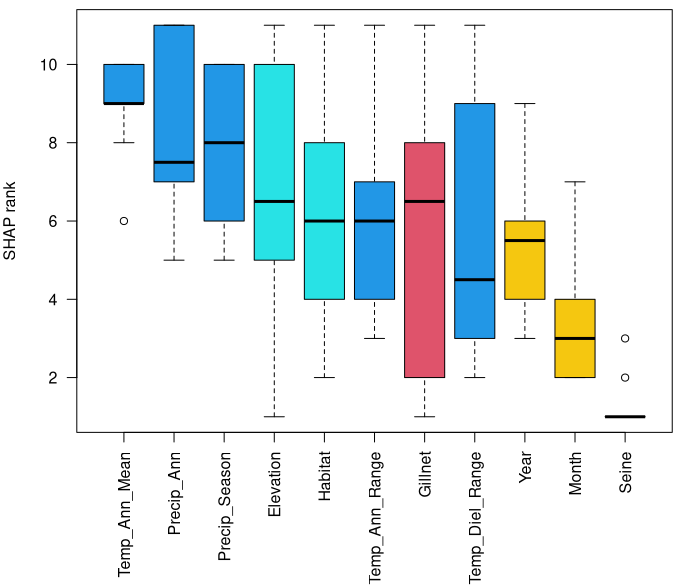 SHAP rank
10
8
6
4
2
Temp_Ann_Mean
Precip_Ann
Precip_Season
Elevation
Habitat
Temp_Ann_Range
Gillnet
Temp_Diel_Range
Year
Month
Seine